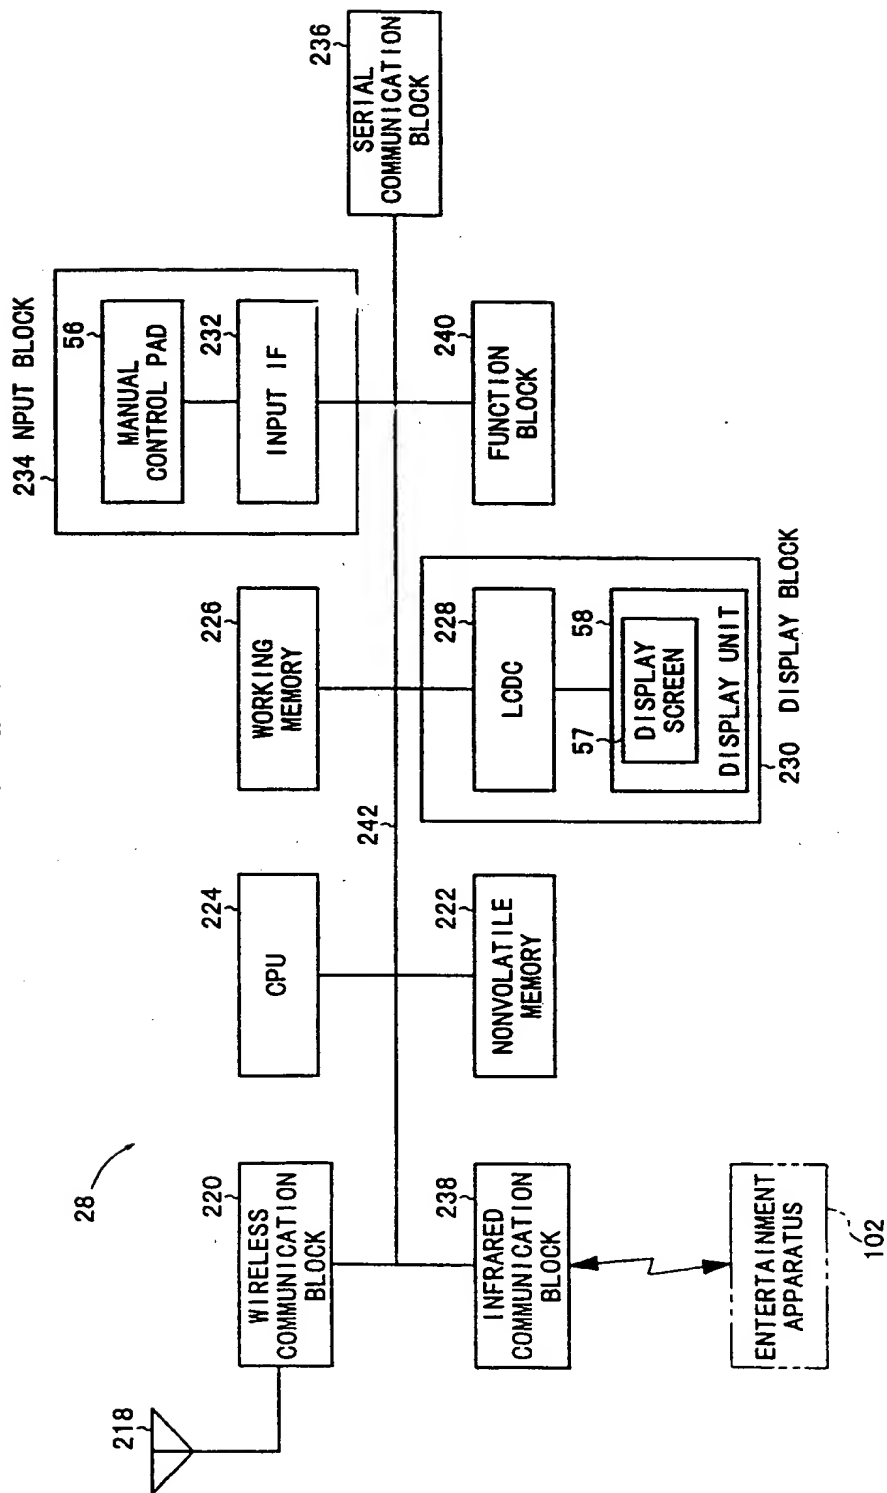 28
218
220
WIRELESS
COMMUNICATION
BLOCK
224
CPU
226
WORKING
MEMORY
234 NPUT BLOCK
56
MANUAL
CONTROL PAD
232
INPUT IF
236
SERIAL
COMMUNICATION
BLOCK
242
238
INFRARED
COMMUNICATION
BLOCK
222
NONVOLATILE
MEMORY
228
LCDC
58
57
DISPLAY
SCREEN
DISPLAY UNIT
230 DISPLAY BLOCK
240
FUNCTION
BLOCK
ENTERTAINMENT
APPARATUS
102